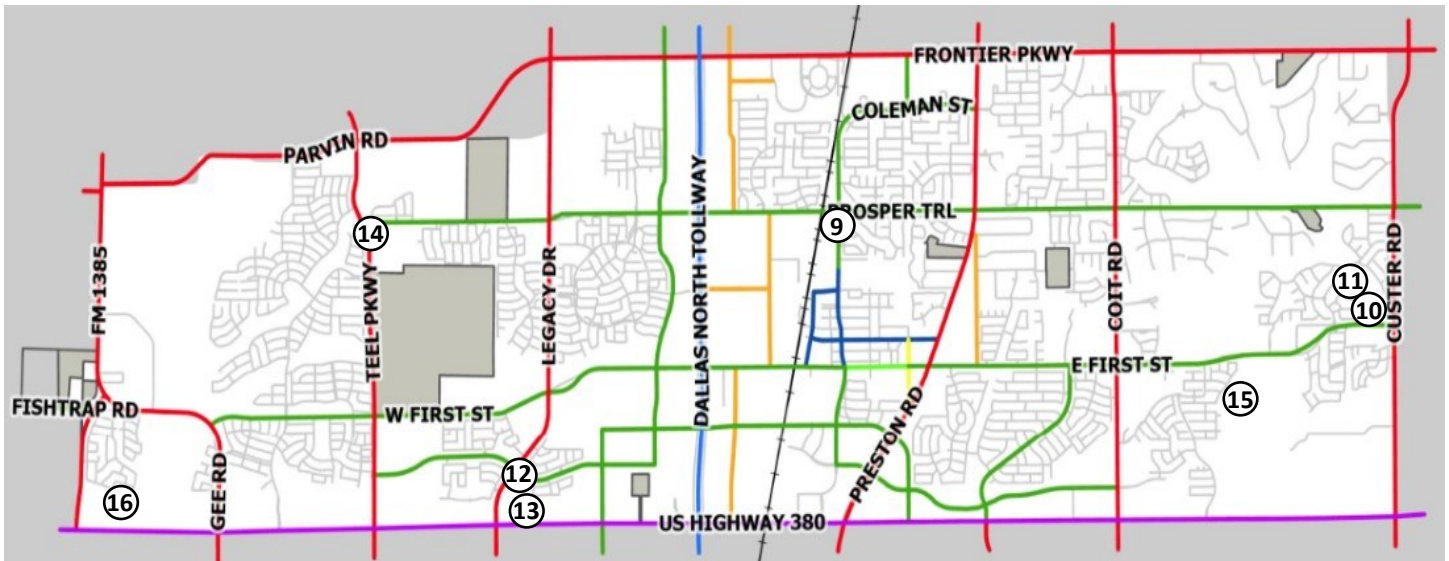 FRONTIER PKWY
COLEMAN ST
PARVIN RD
PROSPER TRL
14
9
FM 1385
TEEL PKWY
LEGACY DR
DALLAS NORTH TOLLWAY
COIT RD
CUSTER RD
11
10
E FIRST ST
FISHTRAP RD
W FIRST ST
15
PRESTON RD
12
16
GEE RD
13
US HIGHWAY 380